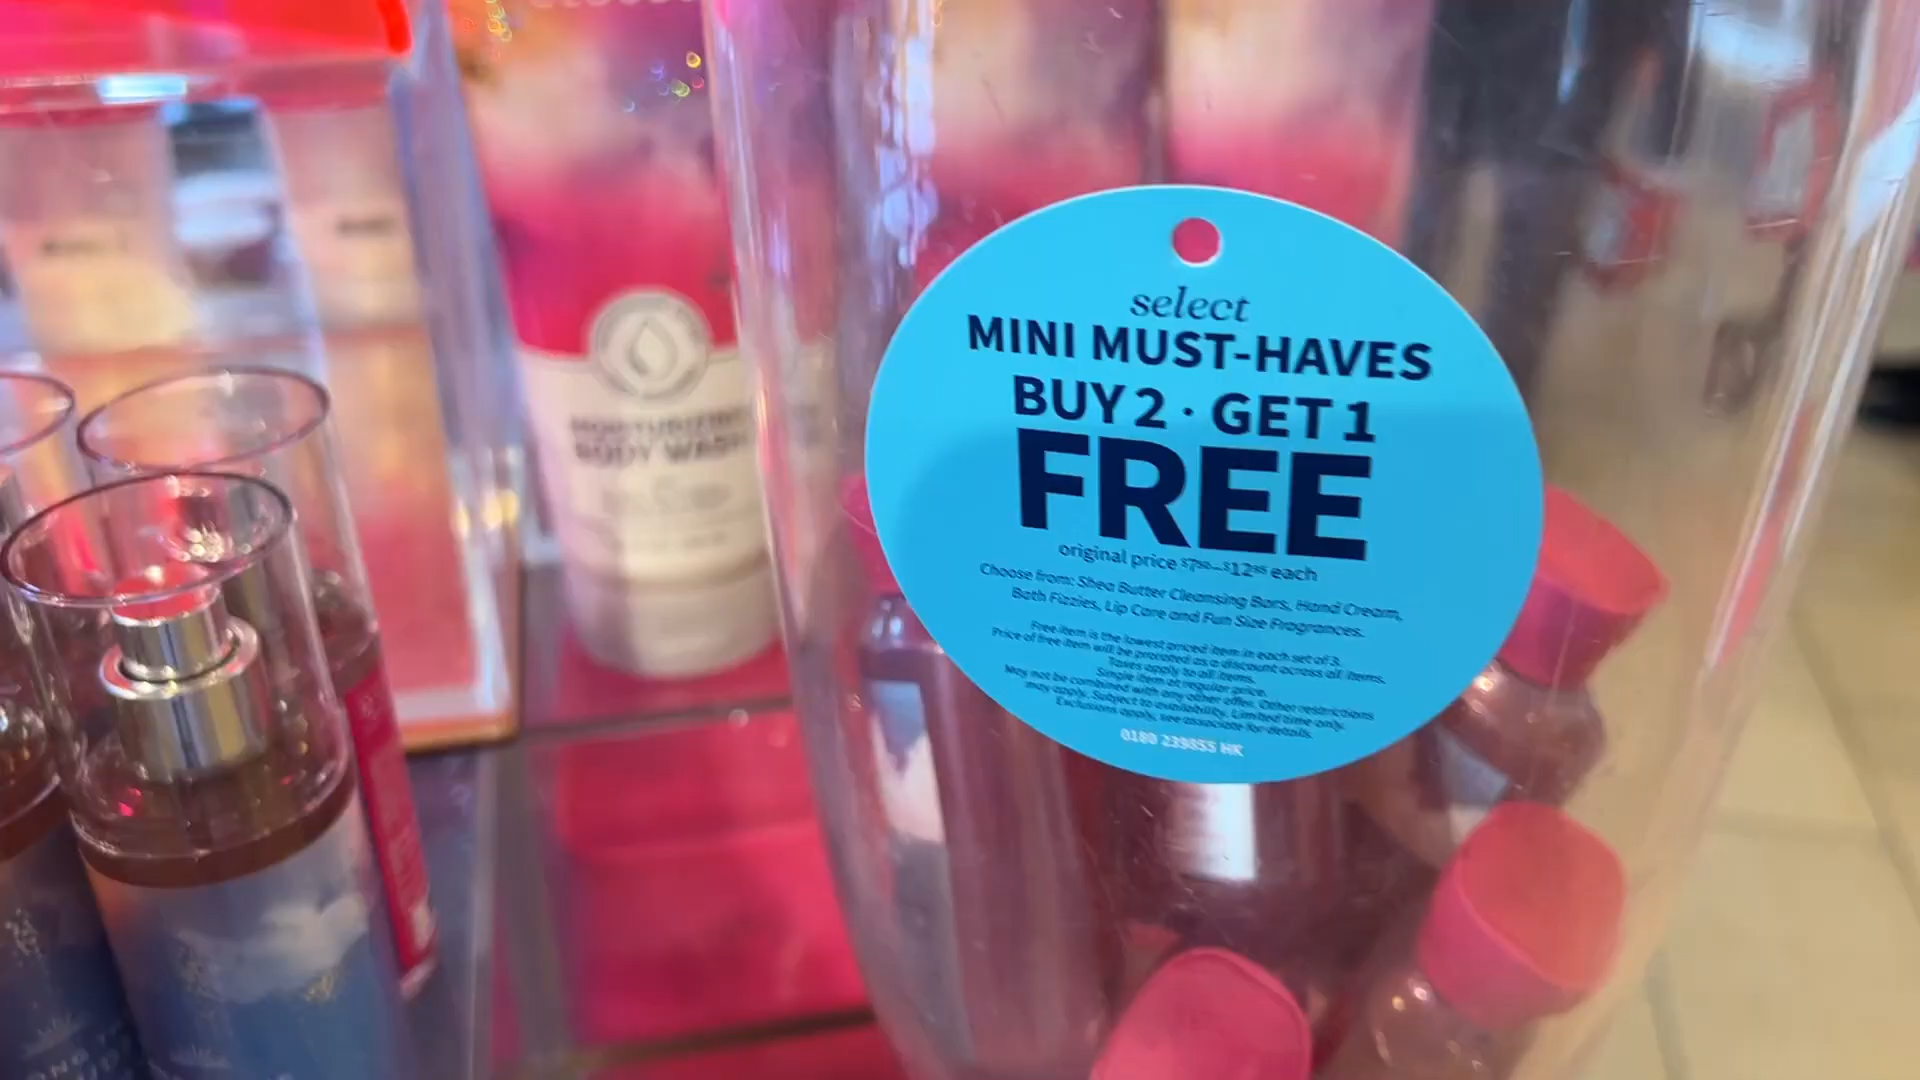 MOISTURIZING
BODY WASH
select
MINI MUST-HAVES
BUY 2 · GET 1
FREE
original price $7.50–$12.95 each
Choose from: Shea Butter Cleansing Bars, Hand Cream,
Bath Fizzies, Lip Care and Fun Size Fragrances.
Free item is the lowest priced item in each set of 3.
Price of free item will be prorated as a discount across all items.
Taxes apply to all items.
Simple item at regular price.
May not be combined with any other offer. Other restrictions
may apply. Subject to availability. Limited time only.
Exclusions apply, see associate for details.
0180 239855 HK